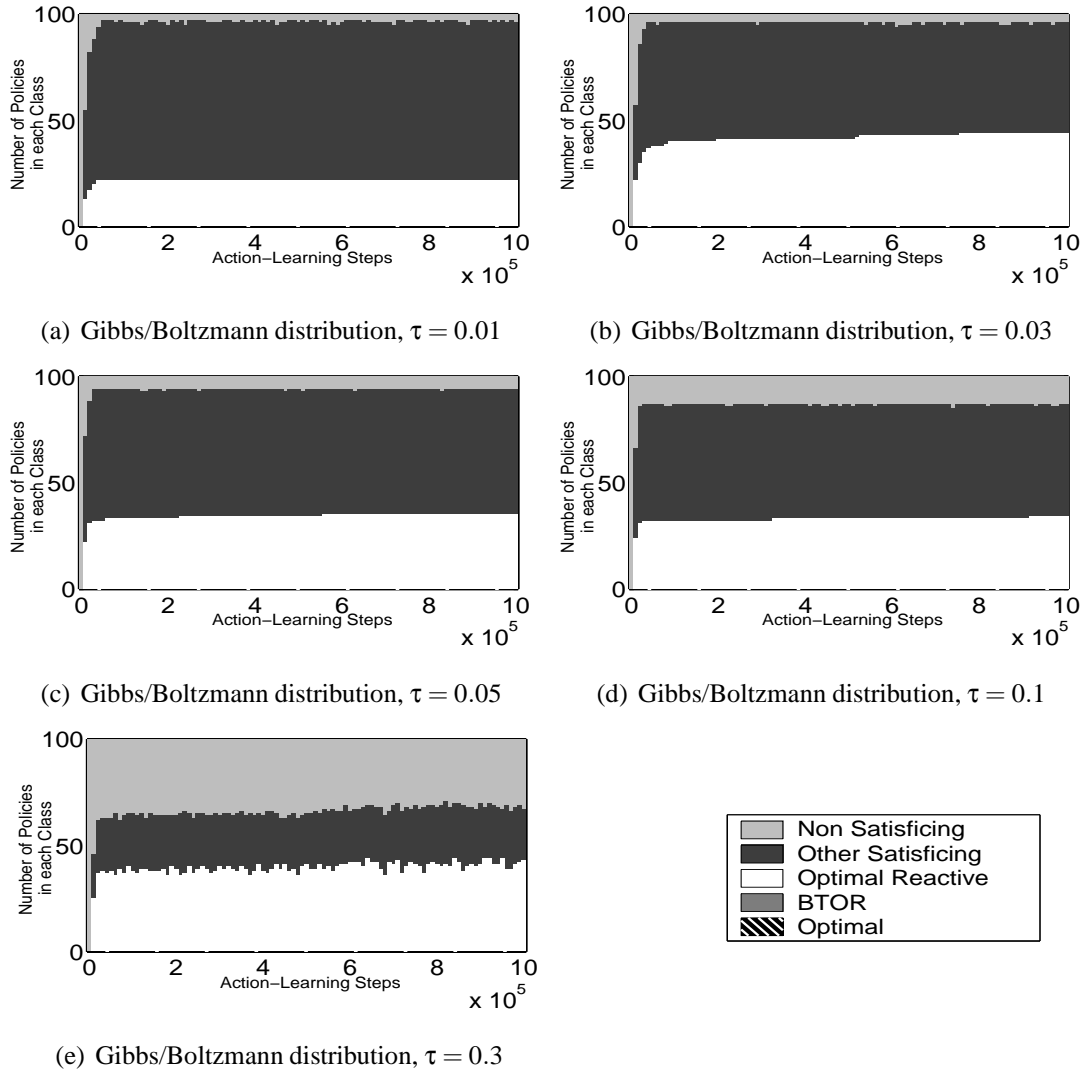 100
50
0
Number of Policies
in each Class
0 2 4 6 8 10
Action−Learning Steps
x 10^5
(a) Gibbs/Boltzmann distribution, τ = 0.01
100
50
0
Number of Policies
in each Class
0 2 4 6 8 10
Action−Learning Steps
x 10^5
(b) Gibbs/Boltzmann distribution, τ = 0.03
100
50
0
Number of Policies
in each Class
0 2 4 6 8 10
Action−Learning Steps
x 10^5
(c) Gibbs/Boltzmann distribution, τ = 0.05
100
50
0
Number of Policies
in each Class
0 2 4 6 8 10
Action−Learning Steps
x 10^5
(d) Gibbs/Boltzmann distribution, τ = 0.1
100
50
0
Number of Policies
in each Class
0 2 4 6 8 10
Action−Learning Steps
x 10^5
(e) Gibbs/Boltzmann distribution, τ = 0.3
Non Satisficing
Other Satisficing
Optimal Reactive
BTOR
Optimal